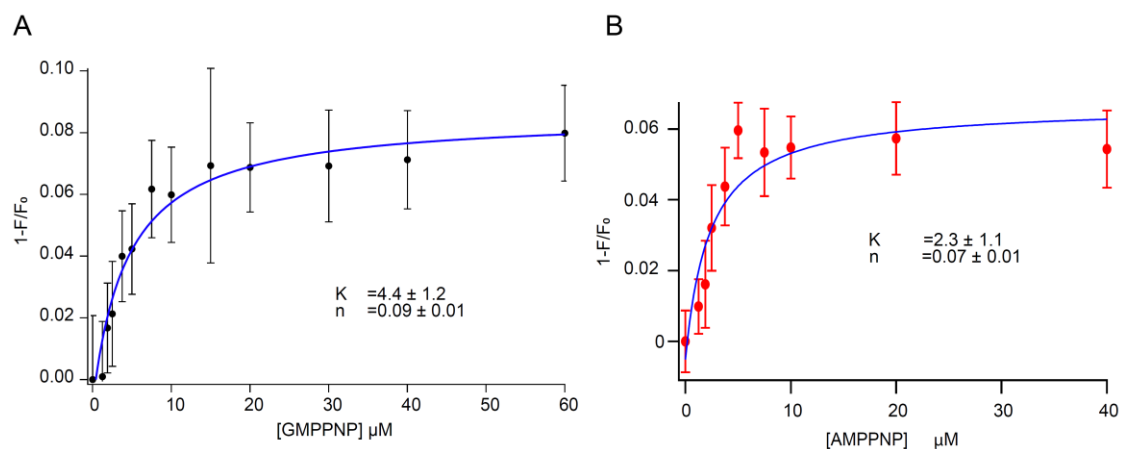 A
0.10
0.08
0.06
0.04
0.02
0.00
1-F/F₀
K =4.4 ± 1.2
n =0.09 ± 0.01
0 10 20 30 40 50 60
[GMPPNP] µM
B
0.06
0.04
0.02
0
1-F/F₀
K =2.3 ± 1.1
n =0.07 ± 0.01
0 10 20 30 40
[AMPPNP] µM